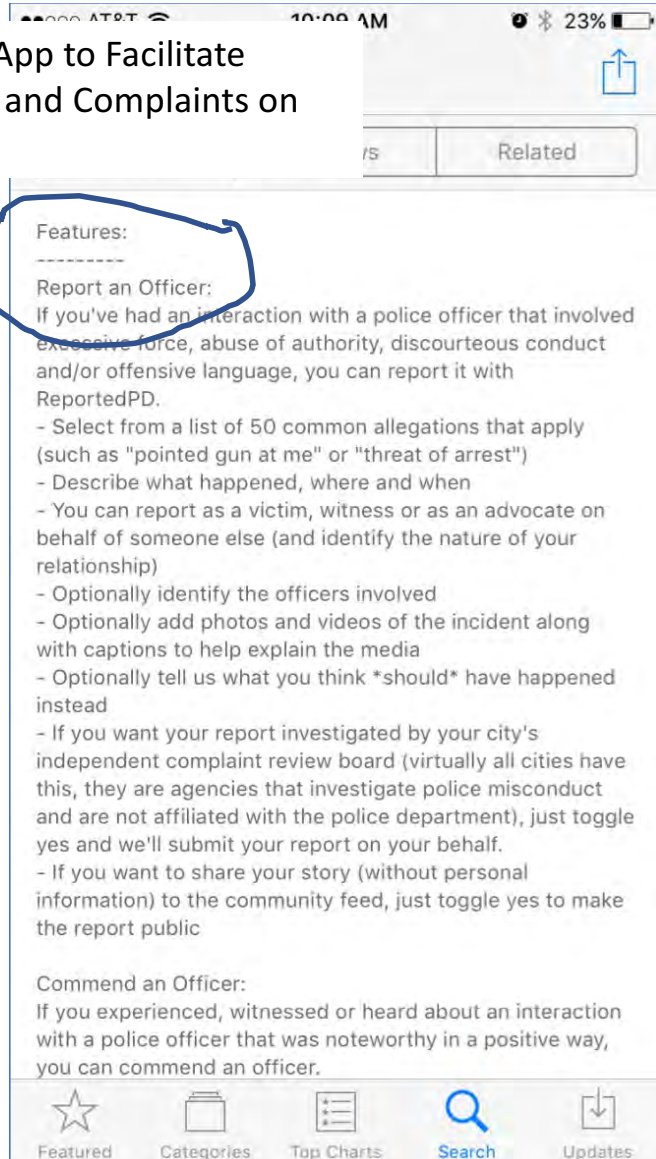 AT&T 10:09 AM 23%
App to Facilitate
and Complaints on
Related
Features:
---------
Report an Officer:
If you've had an interaction with a police officer that involved
excessive force, abuse of authority, discourteous conduct
and/or offensive language, you can report it with
ReportedPD.
- Select from a list of 50 common allegations that apply
(such as "pointed gun at me" or "threat of arrest")
- Describe what happened, where and when
- You can report as a victim, witness or as an advocate on
behalf of someone else (and identify the nature of your
relationship)
- Optionally identify the officers involved
- Optionally add photos and videos of the incident along
with captions to help explain the media
- Optionally tell us what you think *should* have happened
instead
- If you want your report investigated by your city's
independent complaint review board (virtually all cities have
this, they are agencies that investigate police misconduct
and are not affiliated with the police department), just toggle
yes and we'll submit your report on your behalf.
- If you want to share your story (without personal
information) to the community feed, just toggle yes to make
the report public
Commend an Officer:
If you experienced, witnessed or heard about an interaction
with a police officer that was noteworthy in a positive way,
you can commend an officer.
Featured Categories Top Charts Search Updates